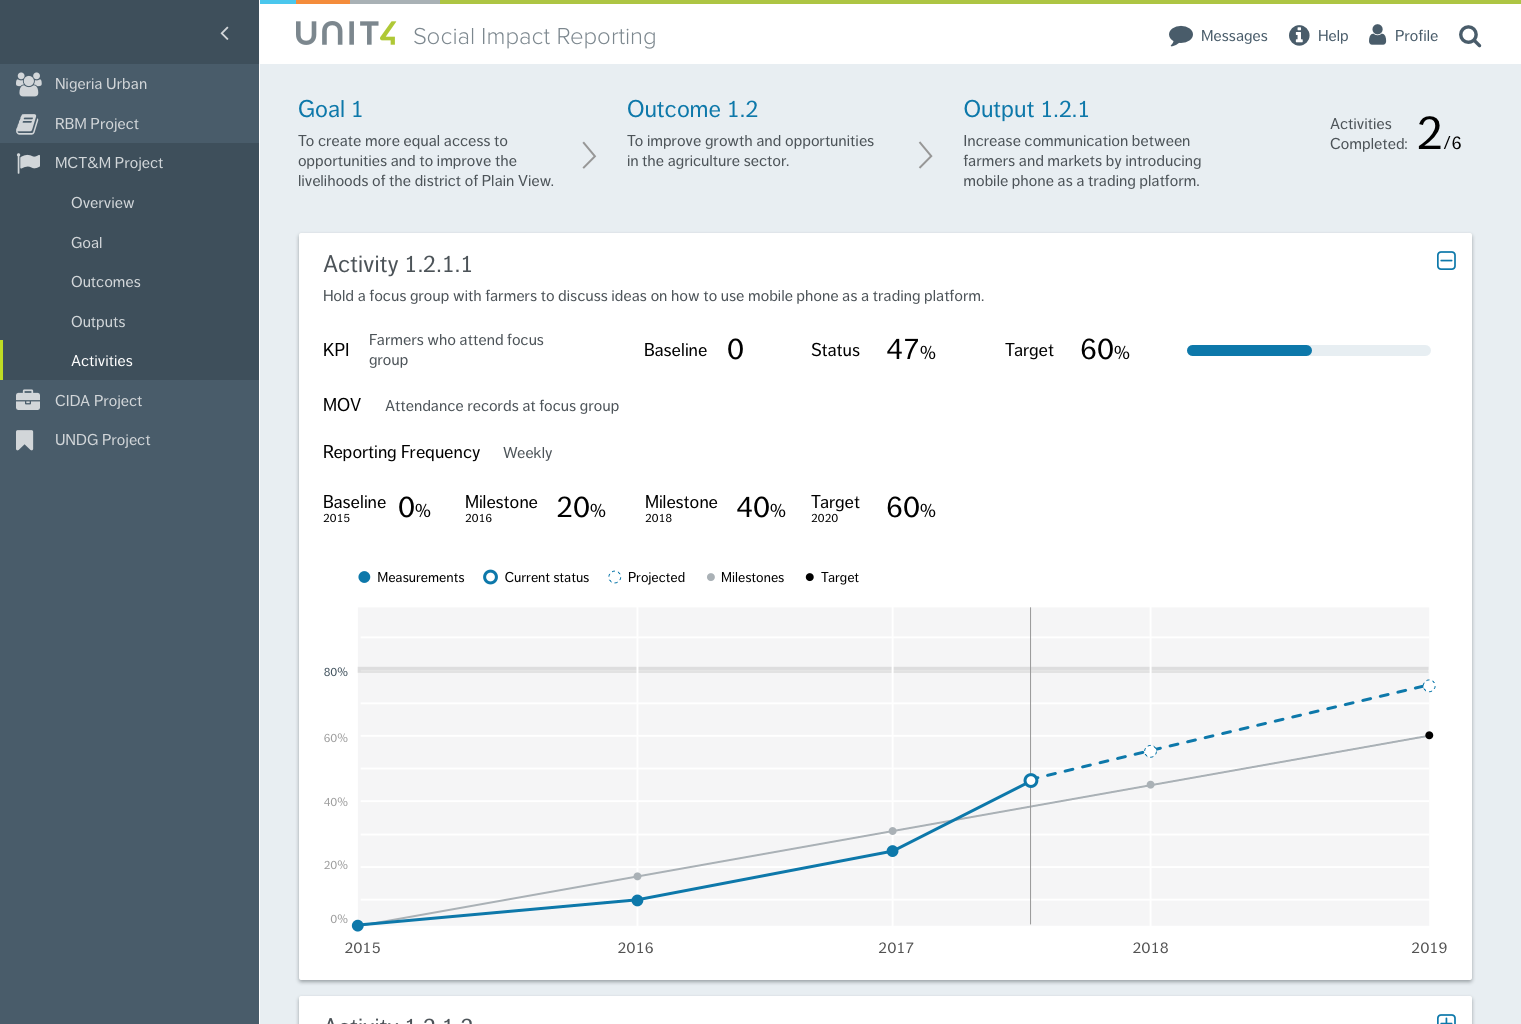 UNIT4 Social Impact Reporting
Messages
Help
Profile
Nigeria Urban
RBM Project
MCT&M Project
Overview
Goal
Outcomes
Outputs
Activities
CIDA Project
UNDG Project
Goal 1
To create more equal access to
opportunities and to improve the
livelihoods of the district of Plain View.
Outcome 1.2
To improve growth and opportunities
in the agriculture sector.
Output 1.2.1
Increase communication between
farmers and markets by introducing
mobile phone as a trading platform.
Activities
Completed: 2/6
Activity 1.2.1.1
Hold a focus group with farmers to discuss ideas on how to use mobile phone as a trading platform.
KPI Farmers who attend focus
group
Baseline 0 Status 47% Target 60%
MOV Attendance records at focus group
Reporting Frequency Weekly
Baseline 0% Milestone 20% Milestone 40% Target 60%
2015 2016 2018 2020
Measurements Current status Projected Milestones Target
80%
60%
40%
20%
0%
2015 2016 2017 2018 2019
Activity 1.2.1.2